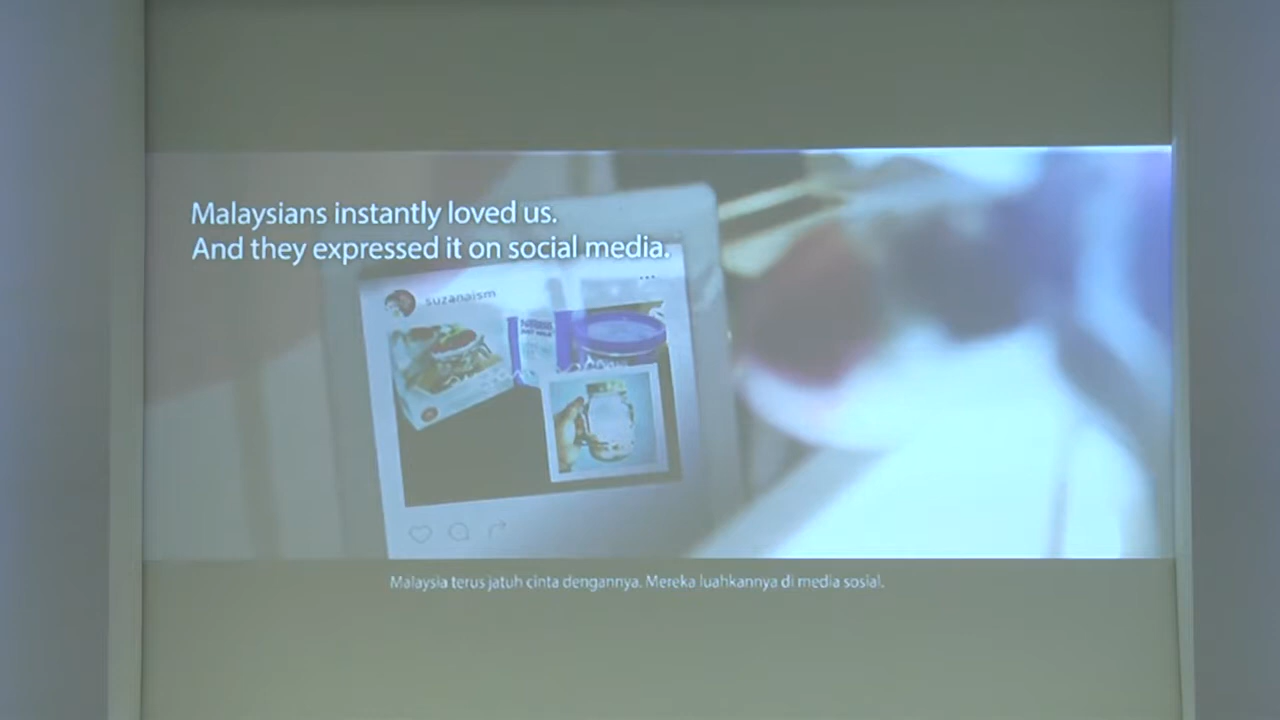 Malaysians instantly loved us.
And they expressed it on social media.
suzanaism
Malaysia terus jatuh cinta dengannya. Mereka luahkannya di media sosial.